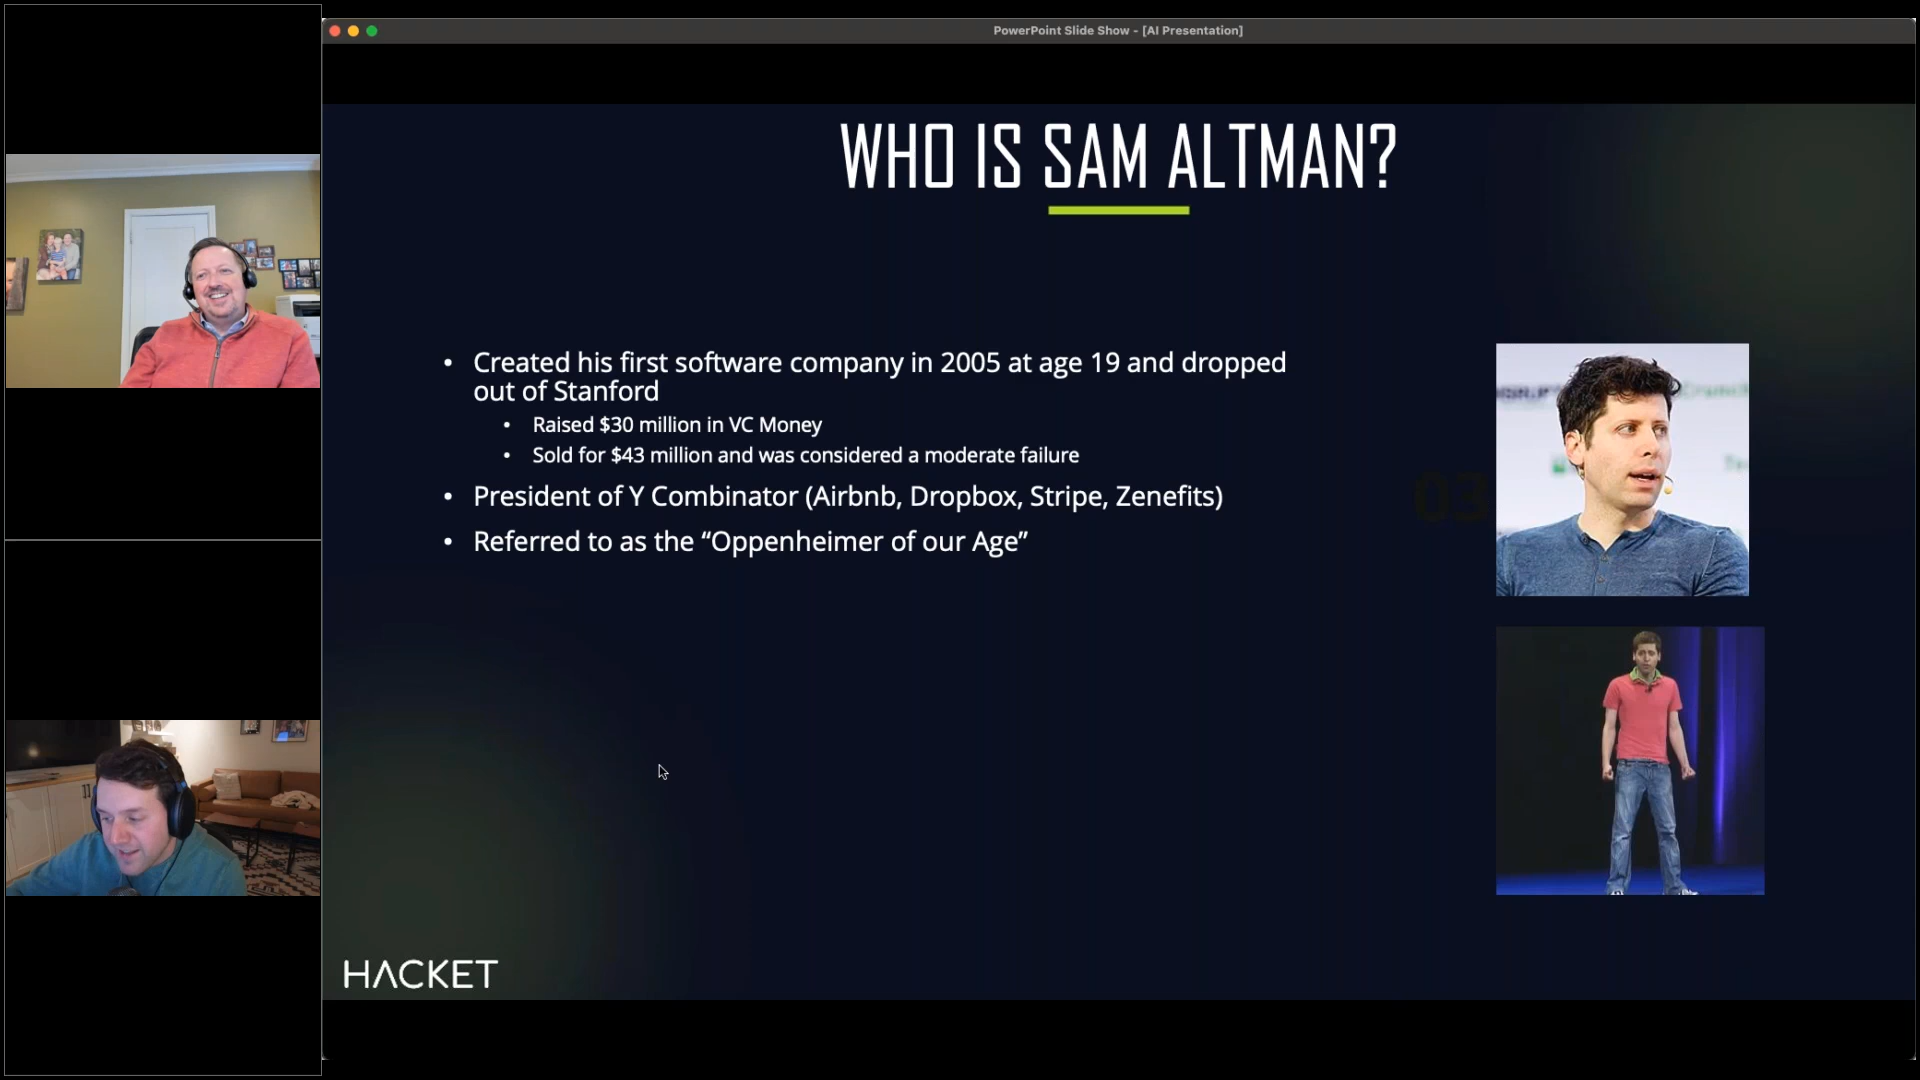 PowerPoint Slide Show - [AI Presentation]
WHO IS SAM ALTMAN?
• Created his first software company in 2005 at age 19 and dropped
out of Stanford
• Raised $30 million in VC Money
• Sold for $43 million and was considered a moderate failure
• President of Y Combinator (Airbnb, Dropbox, Stripe, Zenefits)
• Referred to as the “Oppenheimer of our Age”
03
HACKET